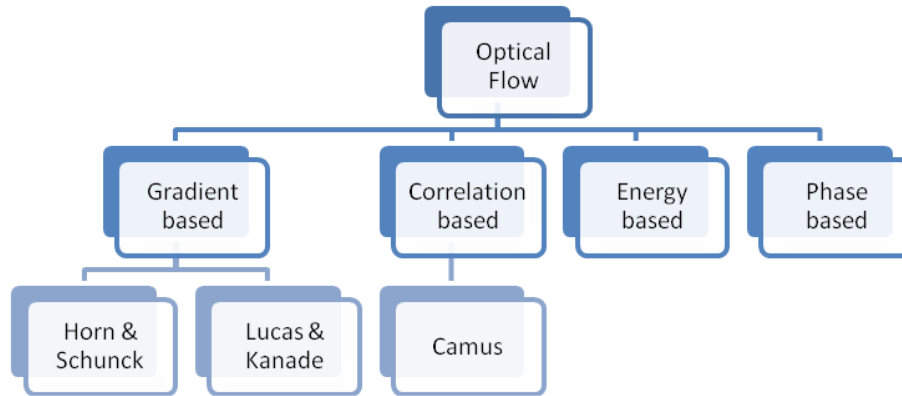 Optical
Flow
Gradient
based
Correlation
based
Energy
based
Phase
based
Horn &
Schunck
Lucas &
Kanade
Camus